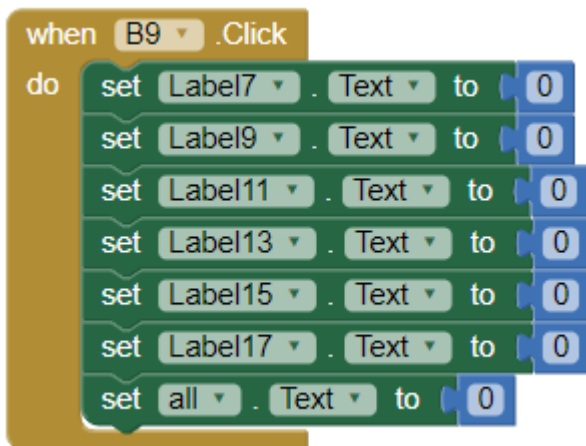 when B9 .Click
do set Label7 . Text to 0
set Label9 . Text to 0
set Label11 . Text to 0
set Label13 . Text to 0
set Label15 . Text to 0
set Label17 . Text to 0
set all . Text to 0